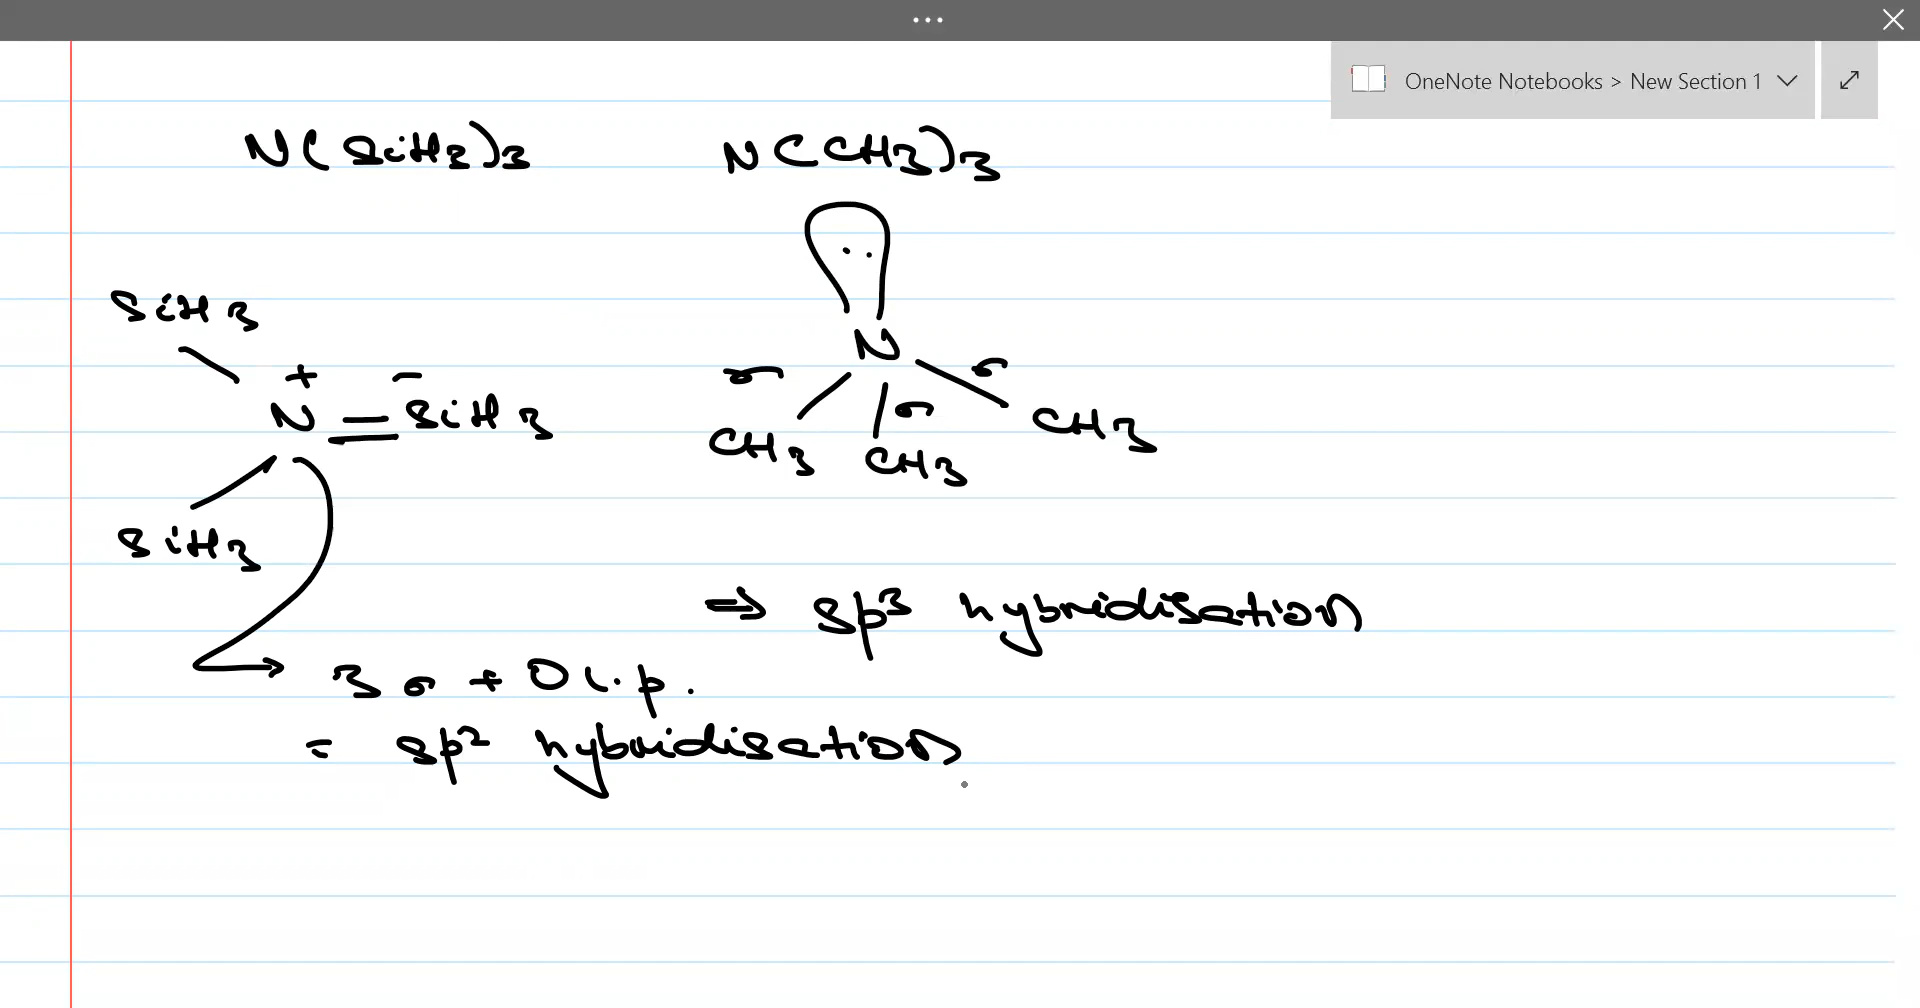 ...
OneNote Notebooks > New Section 1
N(SiH3)3
N(CH3)3
SiH3
N
σ
σ
+
-
N
SiH3
σ
CH3
CH3
CH3
SiH3
⇒ sp³ hybridisation
3 σ + 0 l.p.
= sp² hybridisation